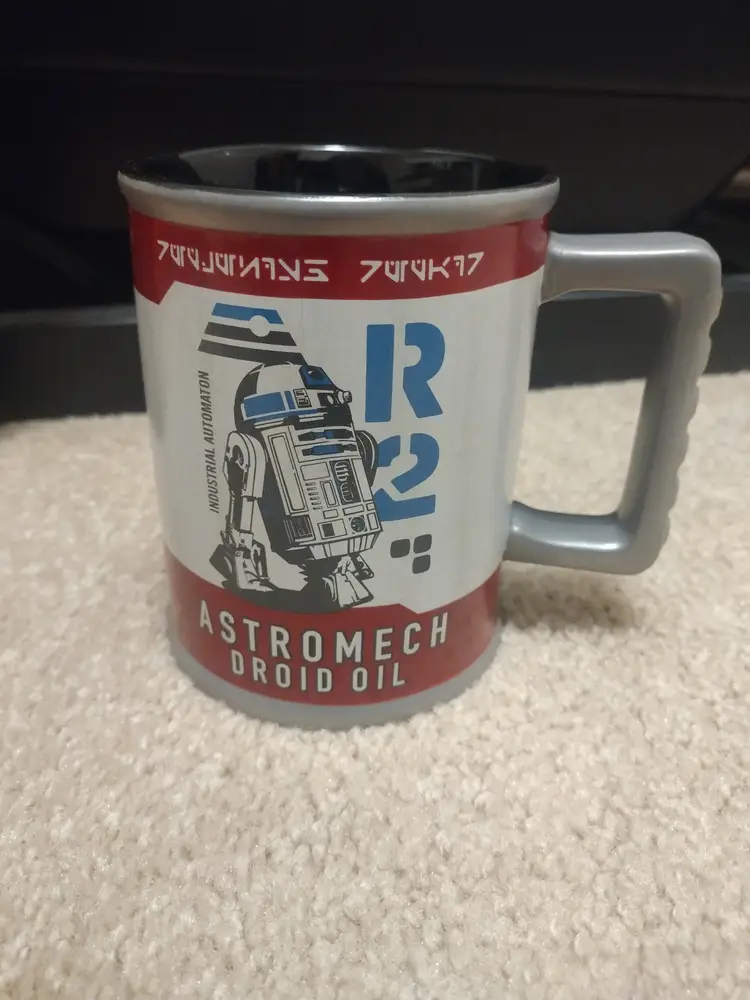 INDUSTRIAL AUTOMATON
R
2
ASTROMECH
DROID OIL